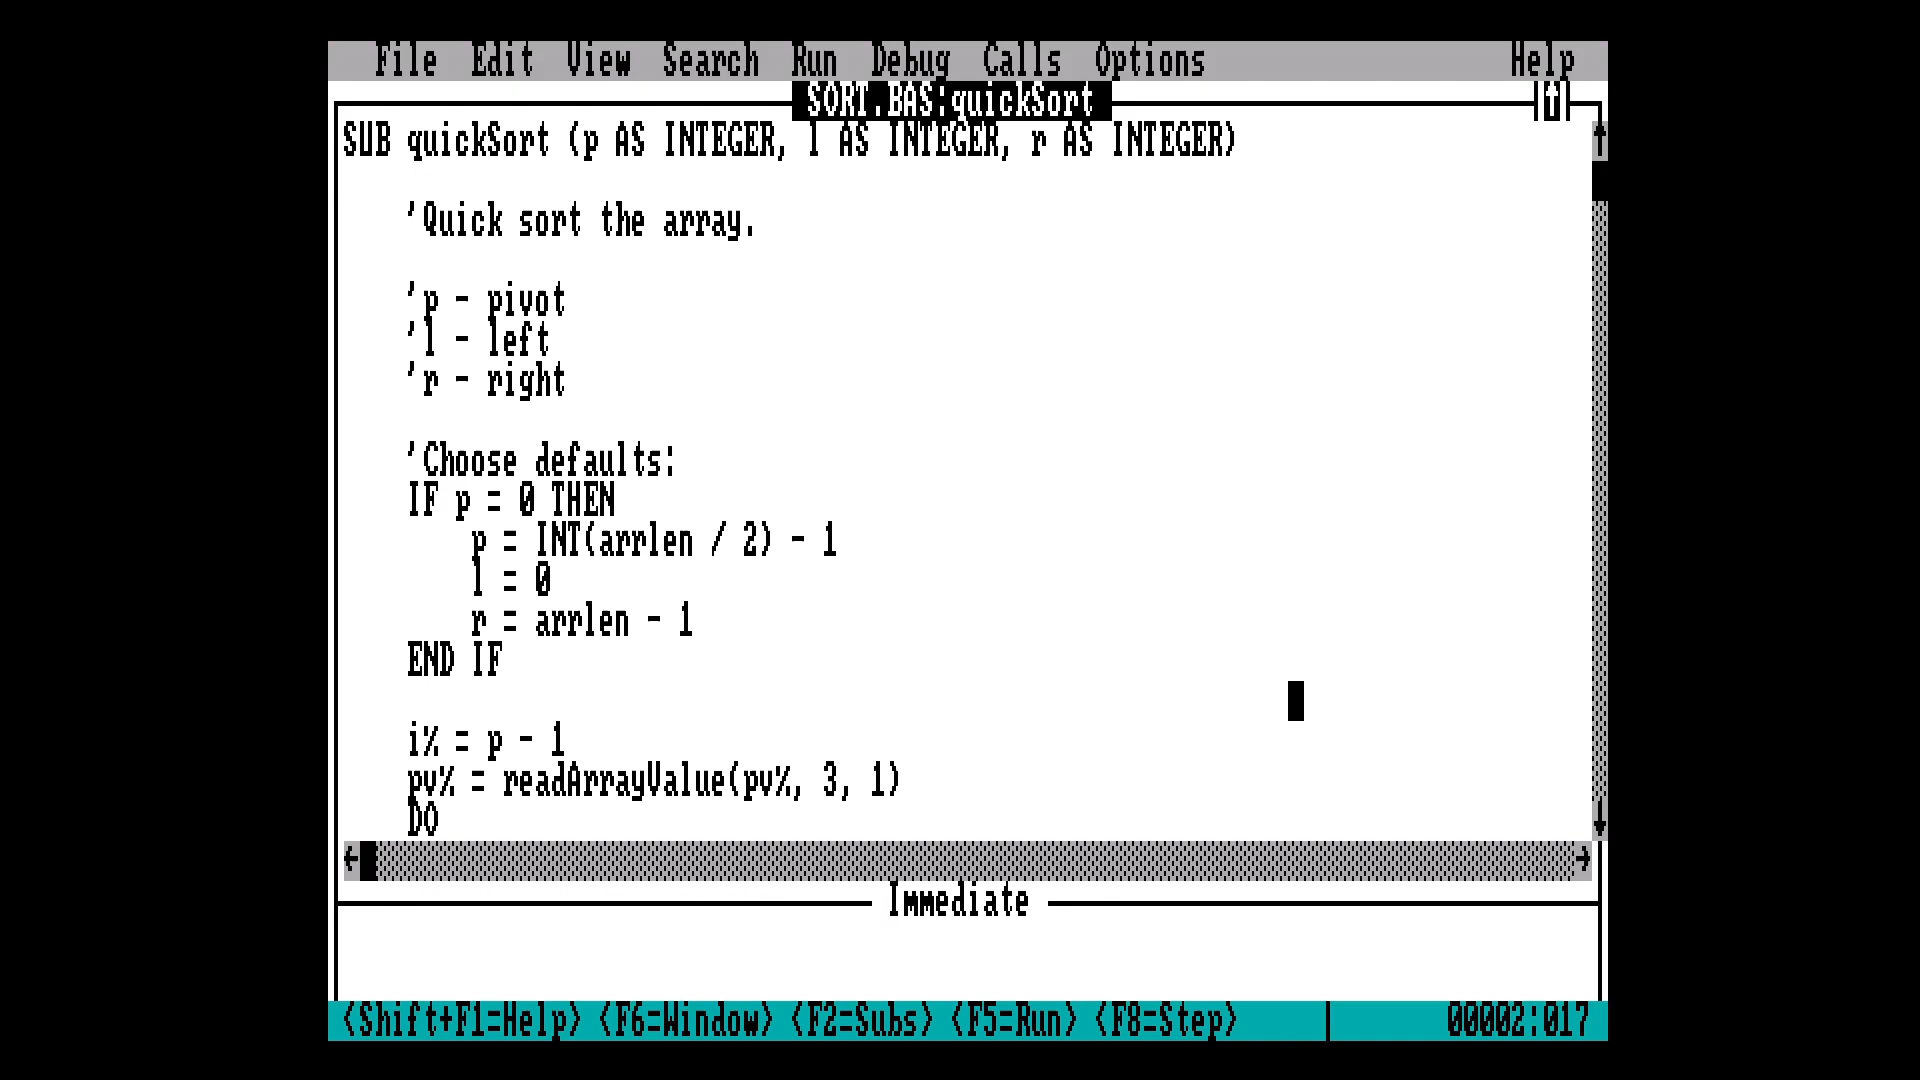 File Edit View Search Run Debug Calls Options Help
SORT.BAS:quickSort
SUB quickSort (p AS INTEGER, l AS INTEGER, r AS INTEGER)
'Quick sort the array.
'p - pivot
'l - left
'r - right
'Choose defaults:
IF p = 0 THEN
p = INT(arrlen / 2) - 1
l = 0
r = arrlen - 1
END IF
i% = p - 1
pv% = readArrayValue(pv%, 3, 1)
DO
Immediate
<Shift+F1=Help> <F6=Window> <F2=Subs> <F5=Run> <F8=Step> 00002:017